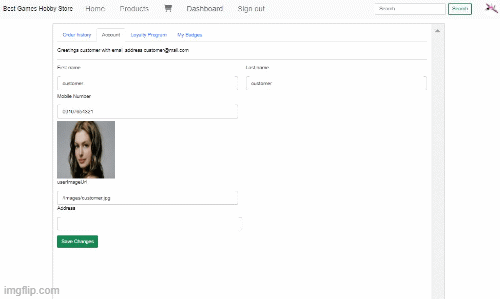 Best Games Hobby Store Home Products Dashboard Sign out Search Search
Order history Account Loyalty Program My Badges
Greetings customer with email address customer@mail.com
First name Last name
customer customer
Mobile Number
userImageUrl
/images/customer.jpg
Address
Save Changes
imgflip.com